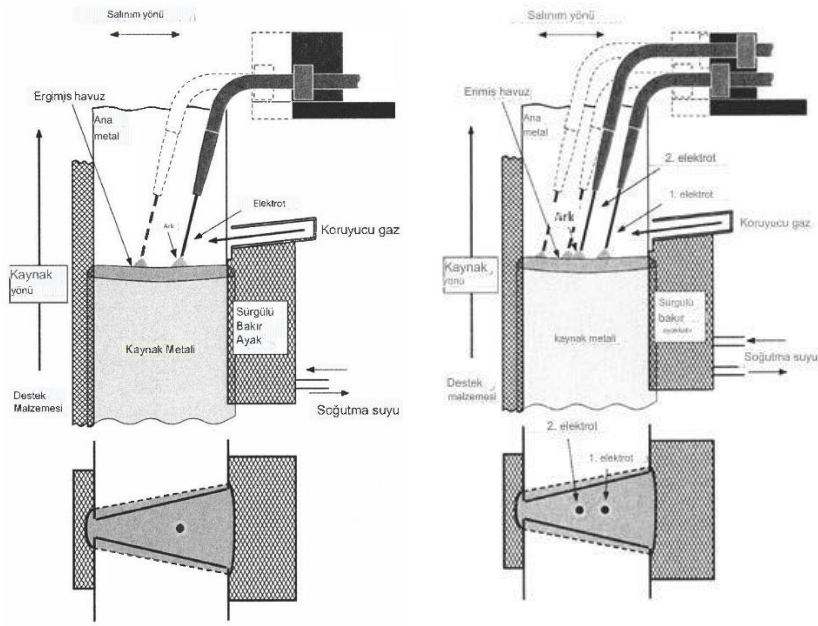 Salınım yönü
Ergimiş havuz
Ana
metal
Elektrot
Ark
Koruyucu gaz
Kaynak
yönü
Sürgülü
Bakır
Ayak
Kaynak Metali
Destek
Malzemesi
Soğutma suyu
Salınım yönü
Erimiş havuz
Ana
metal
2. elektrot
1. elektrot
Ark
Koruyucu gaz
Kaynak
yönü
Sürgülü
bakır
kaynak metali
Soğutma suyu
Destek
malzemesi
2. elektrot
1. elektrot